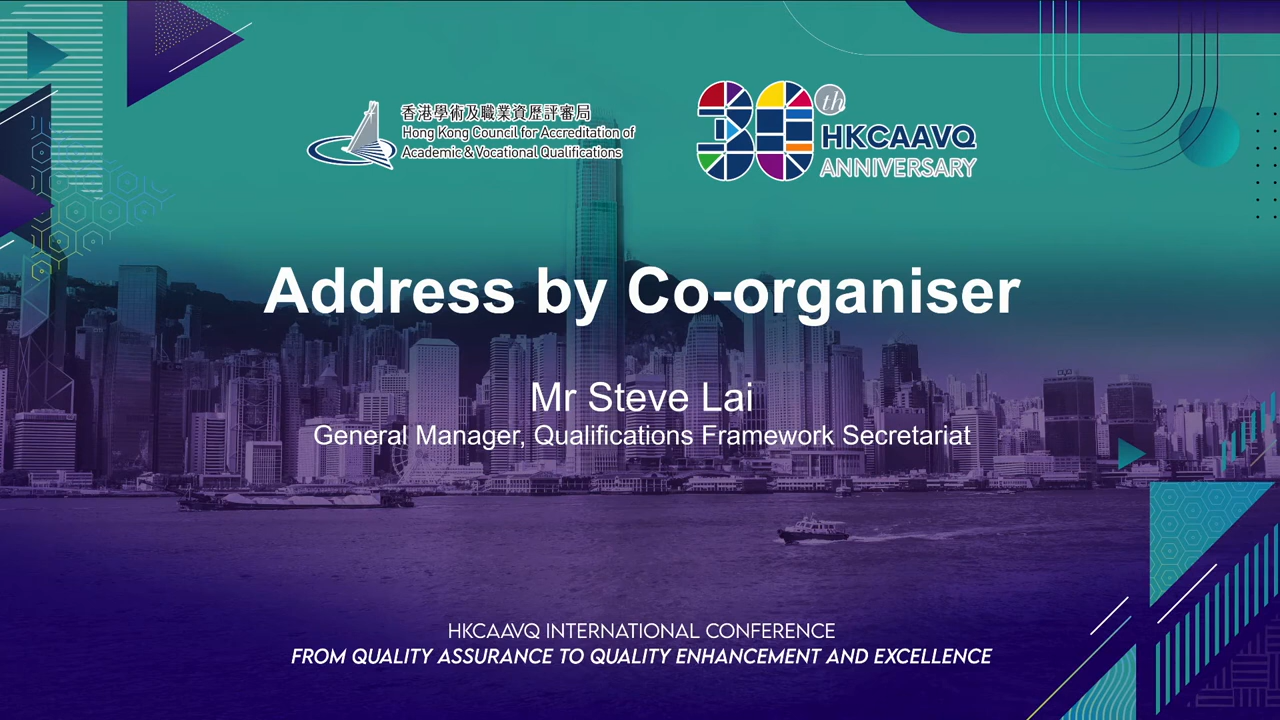 香港學術及職業資歷評審局
Hong Kong Council for Accreditation of
Academic & Vocational Qualifications
30th
HKCAAVQ
ANNIVERSARY
Address by Co-organiser
Mr Steve Lai
General Manager, Qualifications Framework Secretariat
HKCAAVQ INTERNATIONAL CONFERENCE
FROM QUALITY ASSURANCE TO QUALITY ENHANCEMENT AND EXCELLENCE